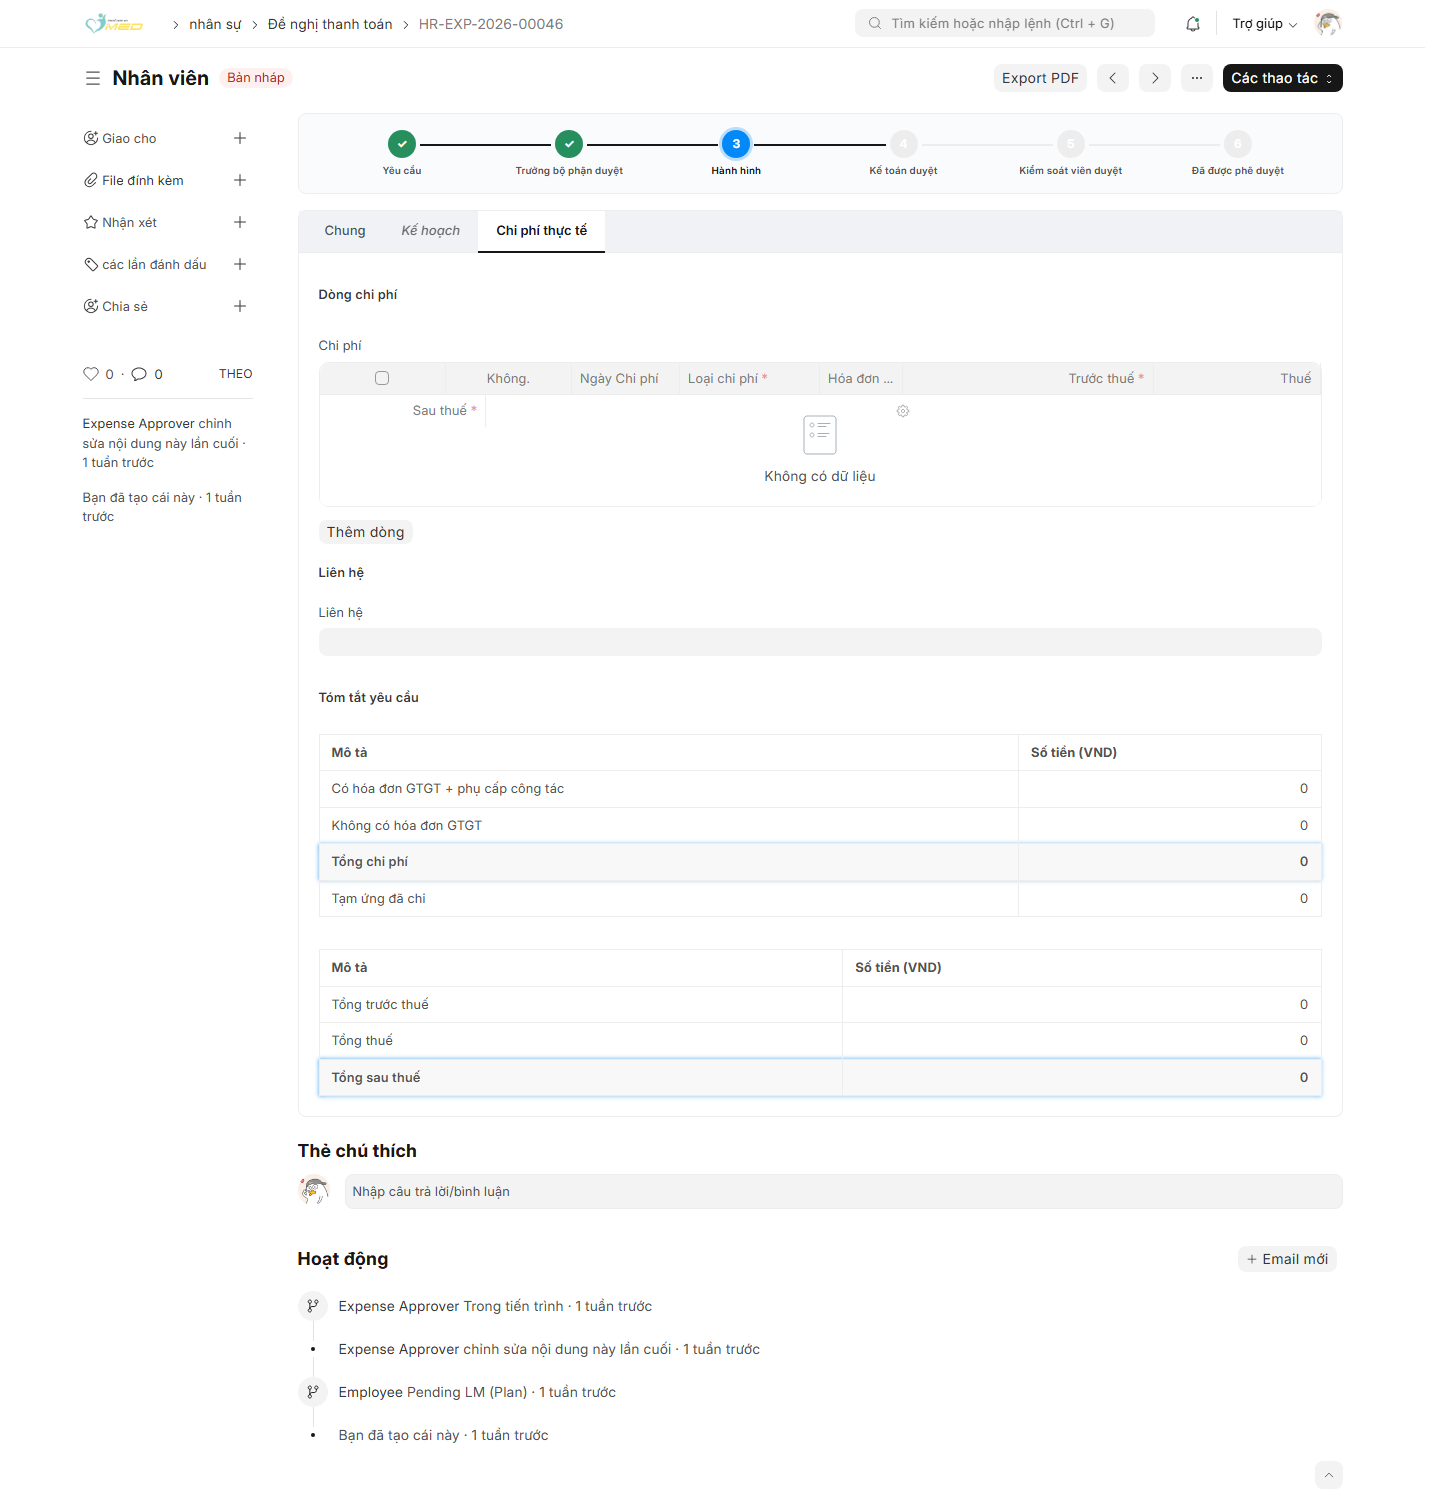 MED
nhân sự
Đề nghị thanh toán
HR-EXP-2026-00046
Tìm kiếm hoặc nhập lệnh (Ctrl + G)
Trợ giúp
Nhân viên
Bản nháp
Export PDF
Các thao tác
Giao cho
File đính kèm
Nhận xét
các lần đánh dấu
Chia sẻ
0 · 0
THEO
Expense Approver chỉnh
sửa nội dung này lần cuối ·
1 tuần trước
Bạn đã tạo cái này · 1 tuần
trước
3
4
5
6
Yêu cầu
Trưởng bộ phận duyệt
Hành hình
Kế toán duyệt
Kiểm soát viên duyệt
Đã được phê duyệt
Chung
Kế hoạch
Chi phí thực tế
Dòng chi phí
Chi phí
Không.
Ngày Chi phí
Loại chi phí *
Hóa đơn ...
Trước thuế *
Thuế
Sau thuế *
Không có dữ liệu
Thêm dòng
Liên hệ
Liên hệ
Tóm tắt yêu cầu
Mô tả
Số tiền (VND)
Có hóa đơn GTGT + phụ cấp công tác
0
Không có hóa đơn GTGT
0
Tổng chi phí
0
Tạm ứng đã chi
0
Mô tả
Số tiền (VND)
Tổng trước thuế
0
Tổng thuế
0
Tổng sau thuế
0
Thẻ chú thích
Nhập câu trả lời/bình luận
Hoạt động
Email mới
Expense Approver Trong tiến trình · 1 tuần trước
Expense Approver chỉnh sửa nội dung này lần cuối · 1 tuần trước
Employee Pending LM (Plan) · 1 tuần trước
Bạn đã tạo cái này · 1 tuần trước